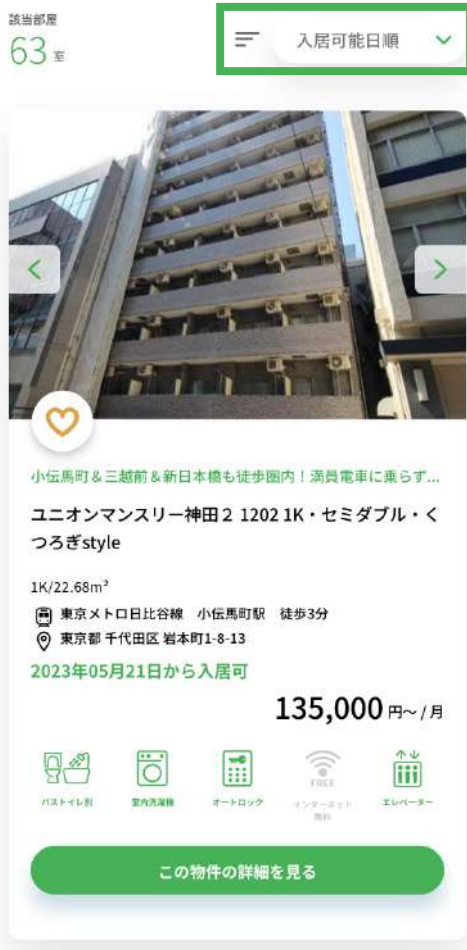 該当部屋
63 室
入居可能日順
小伝馬町＆三越前＆新日本橋も徒歩圏内！満員電車に乗らず...
ユニオンマンスリー神田２ 1202 1K・セミダブル・く
つろぎstyle
1K/22.68m²
東京メトロ日比谷線　小伝馬町駅　徒歩3分
東京都 千代田区 岩本町1-8-13
2023年05月21日から入居可
135,000 円〜 / 月
バストイレ別
室内洗濯機
オートロック
FREE
インターネット
無料
エレベーター
この物件の詳細を見る